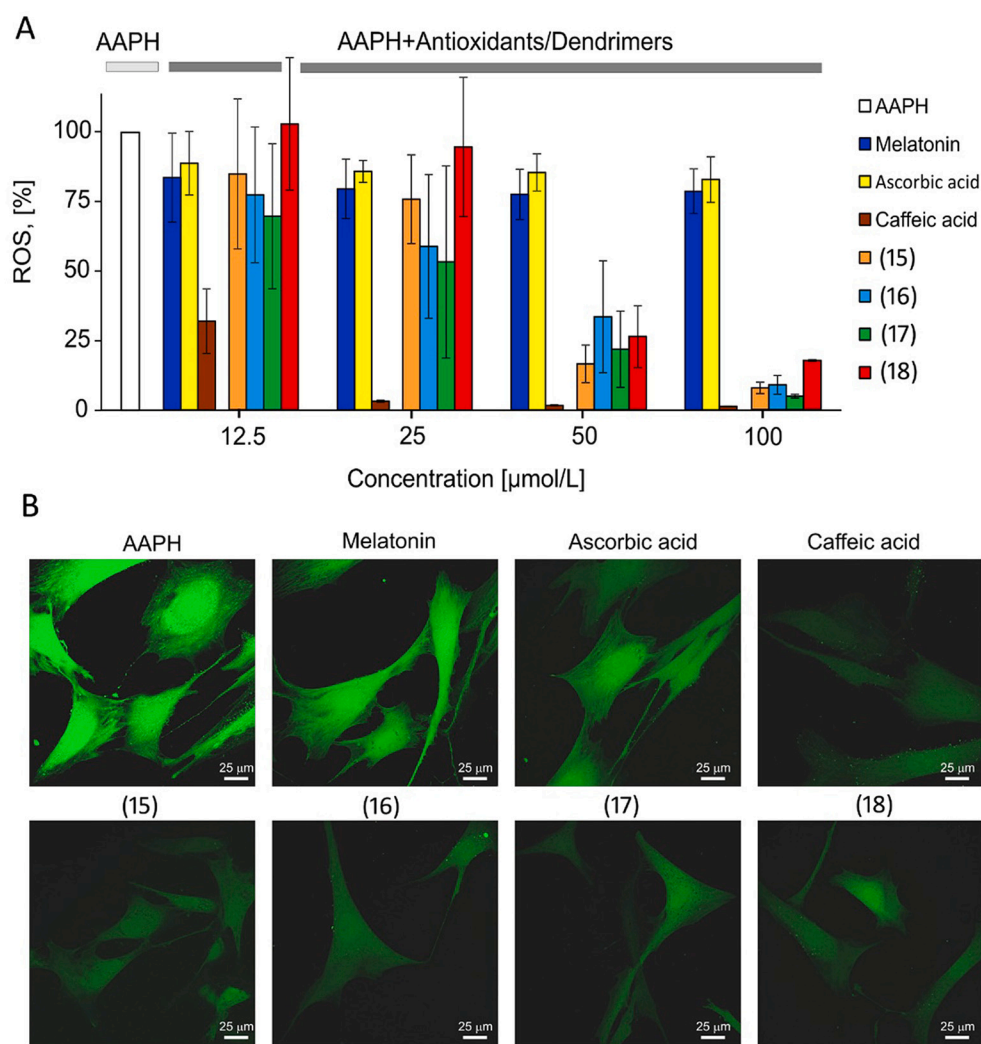 A
AAPH
AAPH+Antioxidants/Dendrimers
ROS, [%]
100
75
50
25
0
12.5
25
50
100
Concentration [µmol/L]
AAPH
Melatonin
Ascorbic acid
Caffeic acid
(15)
(16)
(17)
(18)
B
AAPH
Melatonin
Ascorbic acid
Caffeic acid
25 µm
25 µm
25 µm
25 µm
(15)
(16)
(17)
(18)
25 µm
25 µm
25 µm
25 µm